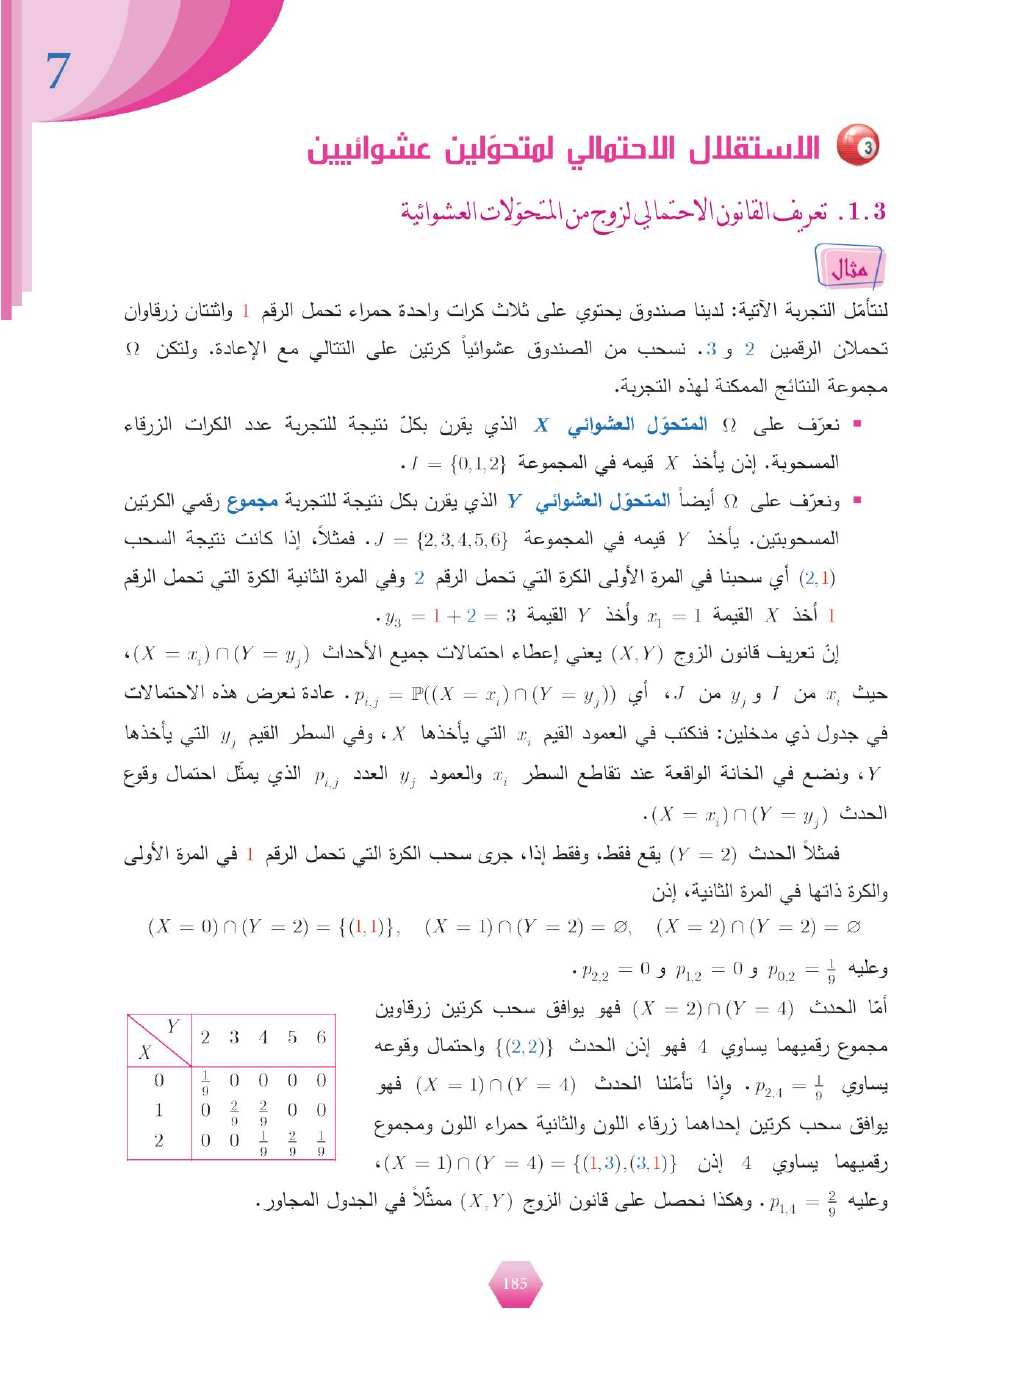 7
3 الاستقلال الاحتمالي لمتحوّلين عشوائيين
1.3. تعريف القانون الاحتمالي لزوج من المتحوّلات العشوائية
مثال
لنتأمّل التجربة الآتية: لدينا صندوق يحتوي على ثلاث كرات واحدة حمراء تحمل الرقم 1 واثنتان زرقاوان
تحملان الرقمين 2 و 3. نسحب من الصندوق عشوائياً كرتين على التتالي مع الإعادة. ولتكن Ω
مجموعة النتائج الممكنة لهذه التجربة.
▪ نعرّف على Ω المتحوّل العشوائي X الذي يقرن بكلّ نتيجة للتجربة عدد الكرات الزرقاء
المسحوبة. إذن يأخذ X قيمه في المجموعة I = {0,1,2}.
▪ ونعرّف على Ω أيضاً المتحوّل العشوائي Y الذي يقرن بكل نتيجة للتجربة مجموع رقمي الكرتين
المسحوبتين. يأخذ Y قيمه في المجموعة J = {2,3,4,5,6}. فمثلاً، إذا كانت نتيجة السحب
(2,1) أي سحبنا في المرة الأولى الكرة التي تحمل الرقم 2 وفي المرة الثانية الكرة التي تحمل الرقم
1 أخذ X القيمة x₁ = 1 وأخذ Y القيمة y₃ = 1 + 2 = 3.
إنّ تعريف قانون الزوج (X,Y) يعني إعطاء احتمالات جميع الأحداث (X = xᵢ)∩(Y = yⱼ)،
حيث xᵢ من I و yⱼ من J، أي pᵢ,ⱼ = ℙ((X = xᵢ)∩(Y = yⱼ)). عادة نعرض هذه الاحتمالات
في جدول ذي مدخلين: فنكتب في العمود القيم xᵢ التي يأخذها X، وفي السطر القيم yⱼ التي يأخذها
Y، ونضع في الخانة الواقعة عند تقاطع السطر xᵢ والعمود yⱼ العدد pᵢ,ⱼ الذي يمثّل احتمال وقوع
الحدث (X = xᵢ)∩(Y = yⱼ).
فمثلاً الحدث (Y = 2) يقع فقط، وفقط إذا، جرى سحب الكرة التي تحمل الرقم 1 في المرة الأولى
والكرة ذاتها في المرة الثانية، إذن
(X = 0)∩(Y = 2) = {(1,1)}, (X = 1)∩(Y = 2) = ∅, (X = 2)∩(Y = 2) = ∅
وعليه p₀,₂ = 1/9 و p₁,₂ = 0 و p₂,₂ = 0.
أمّا الحدث (X = 2)∩(Y = 4) فهو يوافق سحب كرتين زرقاوين
مجموع رقميهما يساوي 4 فهو إذن الحدث {(2,2)} واحتمال وقوعه
يساوي p₂,₄ = 1/9. وإذا تأمّلنا الحدث (X = 1)∩(Y = 4) فهو
يوافق سحب كرتين إحداهما زرقاء اللون والثانية حمراء اللون ومجموع
رقميهما يساوي 4 إذن (X = 1)∩(Y = 4) = {(1,3),(3,1)}،
وعليه p₁,₄ = 2/9. وهكذا نحصل على قانون الزوج (X,Y) ممثّلاً في الجدول المجاور.
X Y 2 3 4 5 6
0 1/9 0 0 0 0
1 0 2/9 2/9 0 0
2 0 0 1/9 2/9 1/9
185